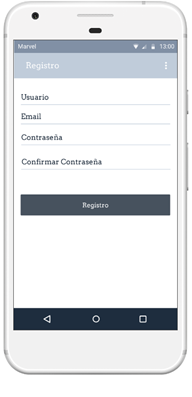 Marvel 13:00
Registro
Usuario
Email
Contraseña
Confirmar Contraseña
Registro